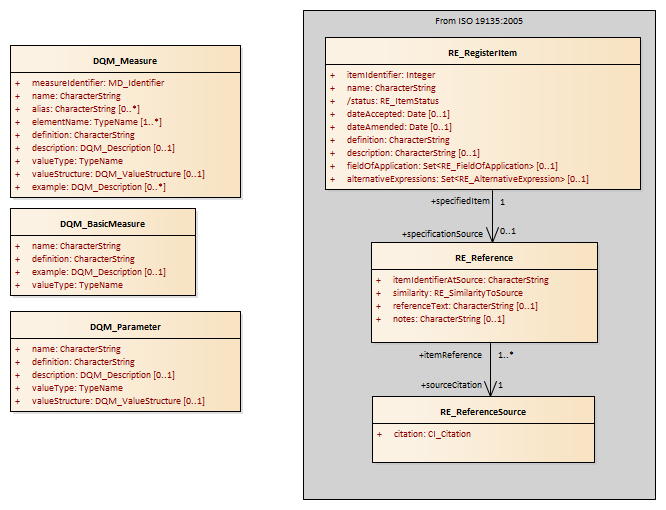 DQM_Measure
+ measureIdentifier: MD_Identifier
+ name: CharacterString
+ alias: CharacterString [0..*]
+ elementName: TypeName [1..*]
+ definition: CharacterString
+ description: DQM_Description [0..1]
+ valueType: TypeName
+ valueStructure: DQM_ValueStructure [0..1]
+ example: DQM_Description [0..*]
DQM_BasicMeasure
+ name: CharacterString
+ definition: CharacterString
+ example: DQM_Description [0..1]
+ valueType: TypeName
DQM_Parameter
+ name: CharacterString
+ definition: CharacterString
+ description: DQM_Description [0..1]
+ valueType: TypeName
+ valueStructure: DQM_ValueStructure [0..1]
From ISO 19135:2005
RE_RegisterItem
+ itemIdentifier: Integer
+ name: CharacterString
+ /status: RE_ItemStatus
+ dateAccepted: Date [0..1]
+ dateAmended: Date [0..1]
+ definition: CharacterString
+ description: CharacterString [0..1]
+ fieldOfApplication: Set<RE_FieldOfApplication> [0..1]
+ alternativeExpressions: Set<RE_AlternativeExpression> [0..1]
+specifiedItem 1
+specificationSource 0..1
RE_Reference
+ itemIdentifierAtSource: CharacterString
+ similarity: RE_SimilarityToSource
+ referenceText: CharacterString [0..1]
+ notes: CharacterString [0..1]
+itemReference 1..*
+sourceCitation 1
RE_ReferenceSource
+ citation: CI_Citation